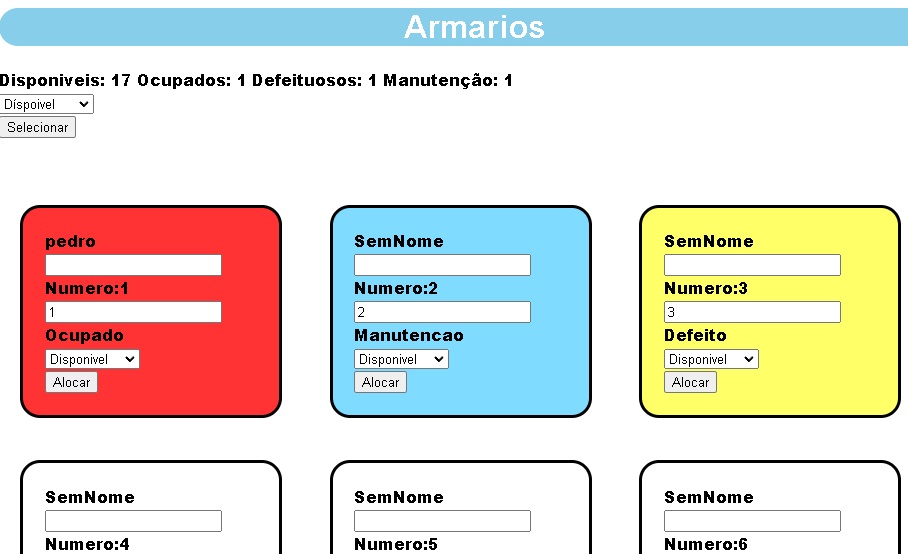 Armarios
Disponiveis: 17 Ocupados: 1 Defeituosos: 1 Manutenção: 1
Díspoivel
Selecionar
pedro
Numero:1
1
Ocupado
Disponivel
Alocar
SemNome
Numero:2
2
Manutencao
Disponivel
Alocar
SemNome
Numero:3
3
Defeito
Disponivel
Alocar
SemNome
Numero:4
SemNome
Numero:5
SemNome
Numero:6